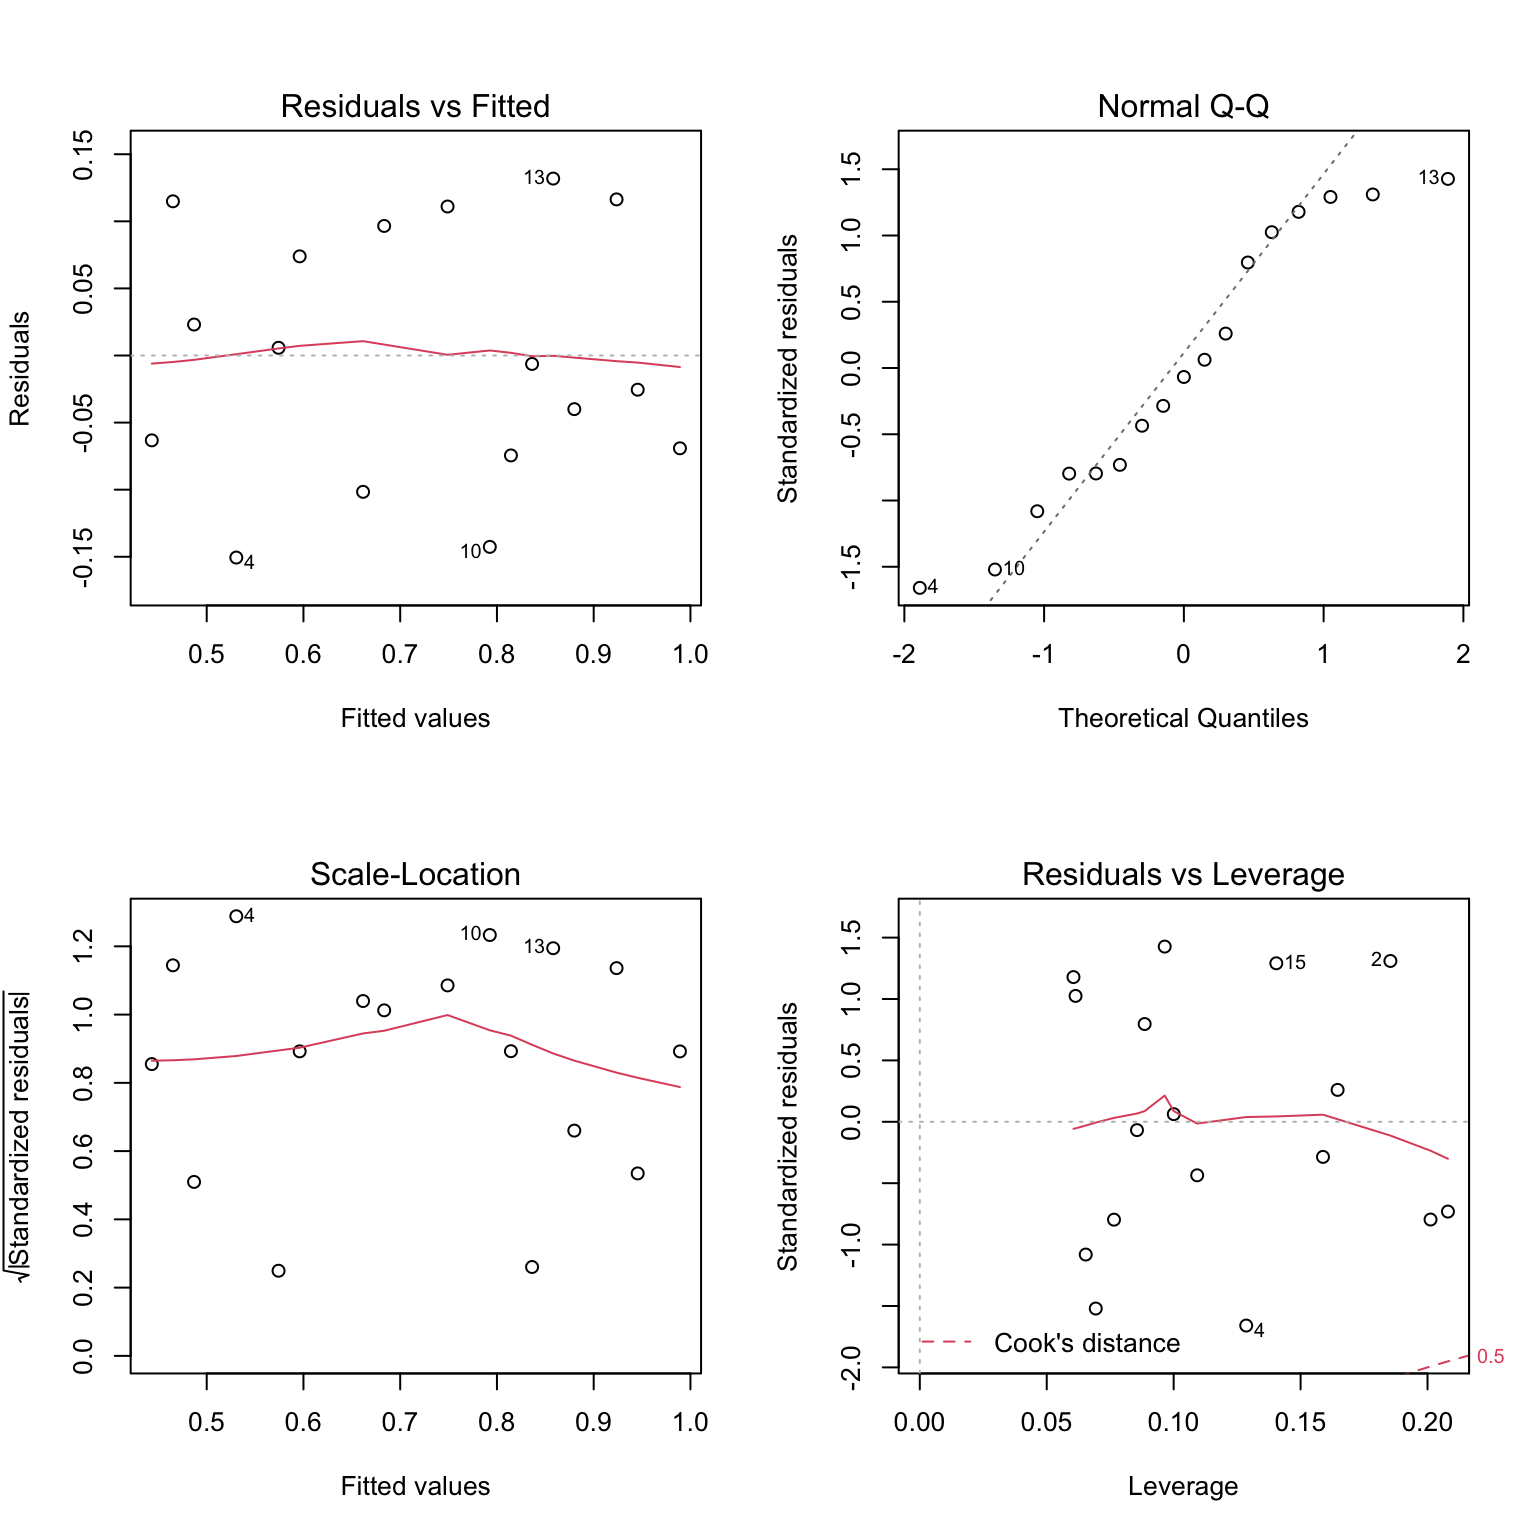 Residuals vs Fitted
Residuals
0.15
0.05
-0.05
-0.15
13
10
4
0.5 0.6 0.7 0.8 0.9 1.0
Fitted values
Normal Q-Q
Standardized residuals
1.5
1.0
0.5
0.0
-0.5
-1.5
13
10
4
-2 -1 0 1 2
Theoretical Quantiles
Scale-Location
√|Standardized residuals|
1.2
1.0
0.8
0.6
0.4
0.2
0.0
4
10
13
0.5 0.6 0.7 0.8 0.9 1.0
Fitted values
Residuals vs Leverage
Standardized residuals
1.5
1.0
0.5
0.0
-1.0
-2.0
15
2
4
Cook's distance
0.5
0.00 0.05 0.10 0.15 0.20
Leverage